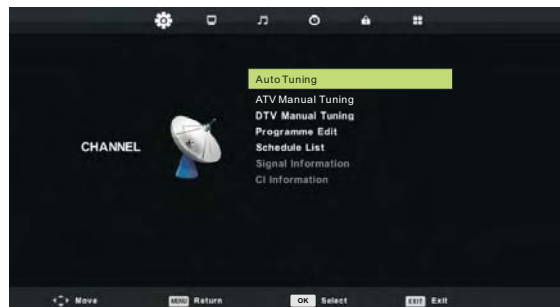 Auto Tuning
ATV Manual Tuning
DTV Manual Tuning
Programme Edit
CHANNEL
Schedule List
Signal Information
CI Information
Move
MENU Return
OK Select
EXIT Exit